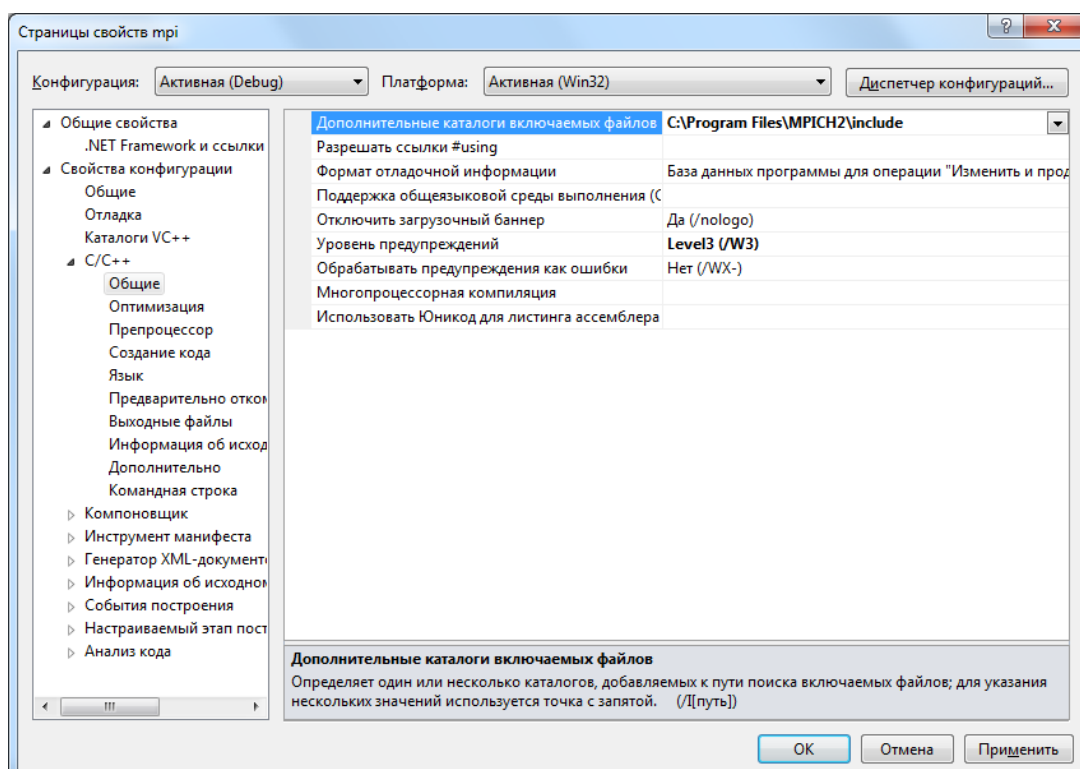 Страницы свойств mpi
Конфигурация: Активная (Debug) Платформа: Активная (Win32) Диспетчер конфигураций...
Общие свойства
.NET Framework и ссылки
Свойства конфигурации
Общие
Отладка
Каталоги VC++
C/C++
Общие
Оптимизация
Препроцессор
Создание кода
Язык
Предварительно отком
Выходные файлы
Информация об исход
Дополнительно
Командная строка
Компоновщик
Инструмент манифеста
Генератор XML-документ
Информация об исходном
События построения
Настраиваемый этап пост
Анализ кода
Дополнительные каталоги включаемых файлов C:\Program Files\MPICH2\include
Разрешать ссылки #using
Формат отладочной информации База данных программы для операции "Изменить и прод
Поддержка общеязыковой среды выполнения (С
Отключить загрузочный баннер Да (/nologo)
Уровень предупреждений Level3 (/W3)
Обрабатывать предупреждения как ошибки Нет (/WX-)
Многопроцессорная компиляция
Использовать Юникод для листинга ассемблера
Дополнительные каталоги включаемых файлов
Определяет один или несколько каталогов, добавляемых к пути поиска включаемых файлов; для указания
нескольких значений используется точка с запятой. (/I[путь])
ОК Отмена Применить